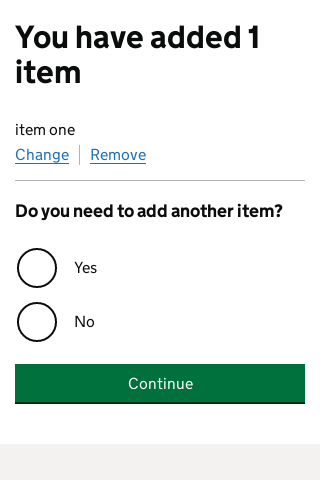 You have added 1
item
item one
Change Remove
Do you need to add another item?
Yes
No
Continue